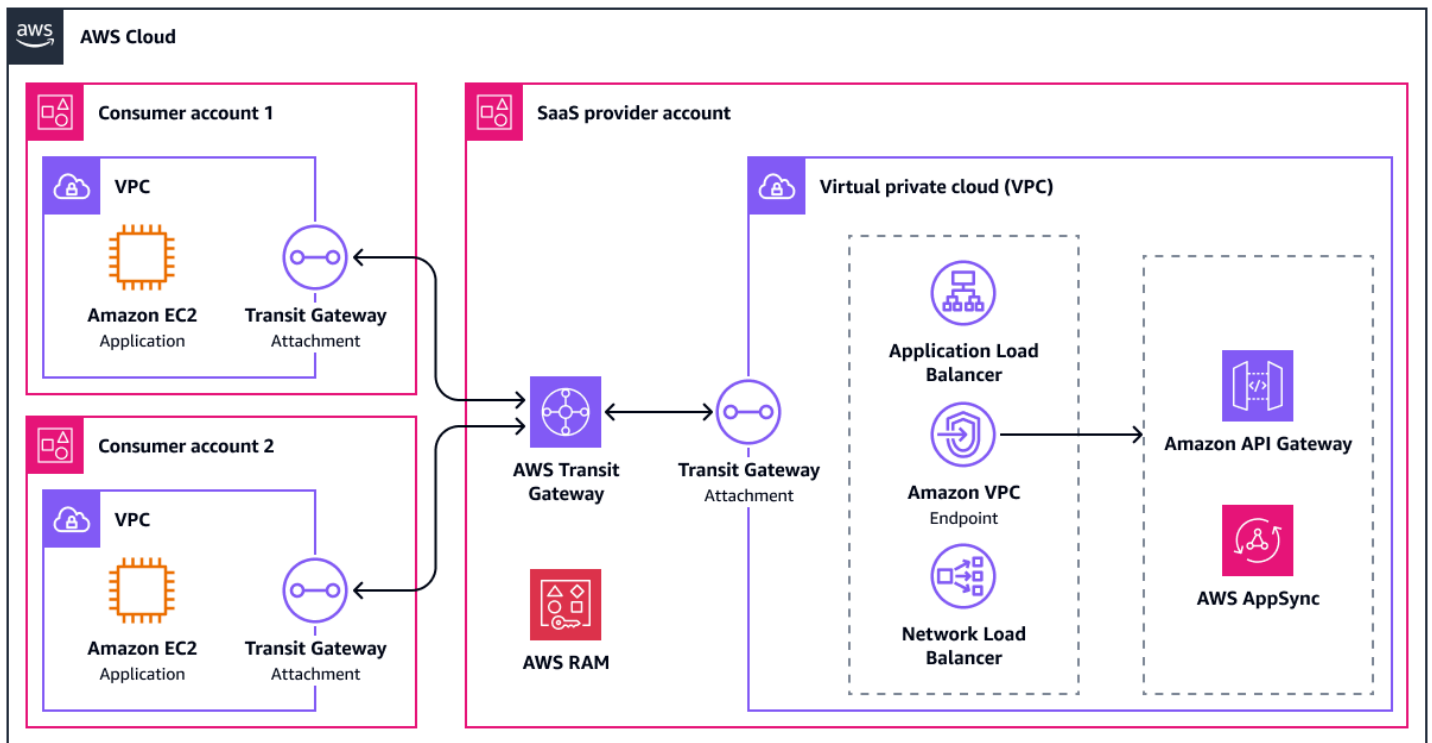 aws
AWS Cloud
Consumer account 1
VPC
Amazon EC2
Application
Transit Gateway
Attachment
Consumer account 2
VPC
Amazon EC2
Application
Transit Gateway
Attachment
SaaS provider account
AWS Transit
Gateway
AWS RAM
Virtual private cloud (VPC)
Transit Gateway
Attachment
Application Load
Balancer
Amazon VPC
Endpoint
Network Load
Balancer
</>
Amazon API Gateway
AWS AppSync